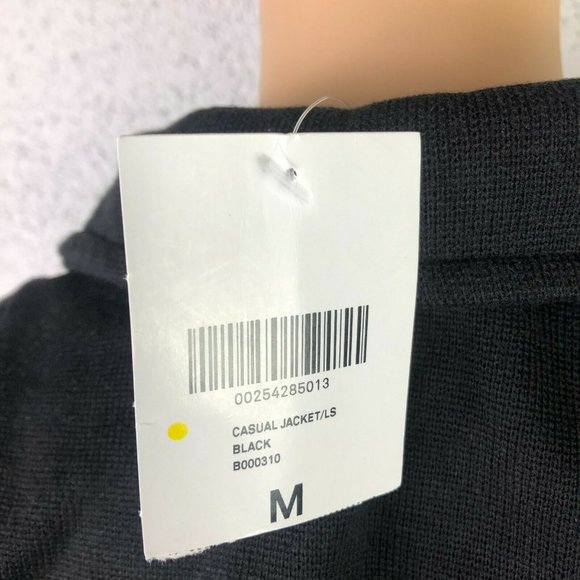 00254285013
CASUAL JACKET/LS
BLACK
B000310
M